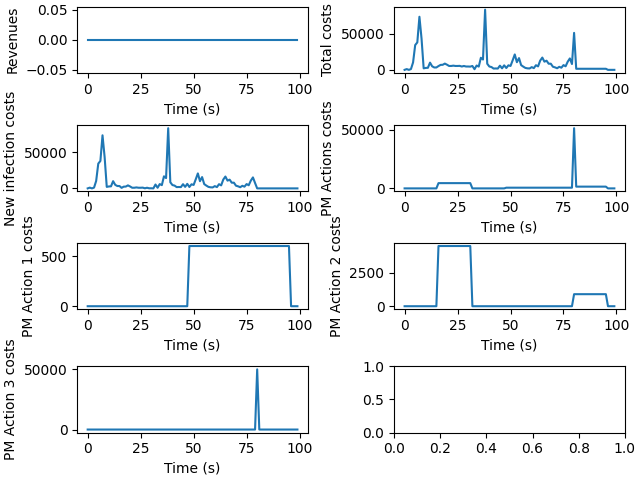 Revenues
0.05
0.00
−0.05
0 25 50 75 100
Time (s)
Total costs
50000
0
0 25 50 75 100
Time (s)
New infection costs
50000
0
0 25 50 75 100
Time (s)
PM Actions costs
50000
0
0 25 50 75 100
Time (s)
PM Action 1 costs
500
0
0 25 50 75 100
Time (s)
PM Action 2 costs
2500
0
0 25 50 75 100
Time (s)
PM Action 3 costs
50000
0
0 25 50 75 100
Time (s)
1.0
0.5
0.0
0.0 0.2 0.4 0.6 0.8 1.0